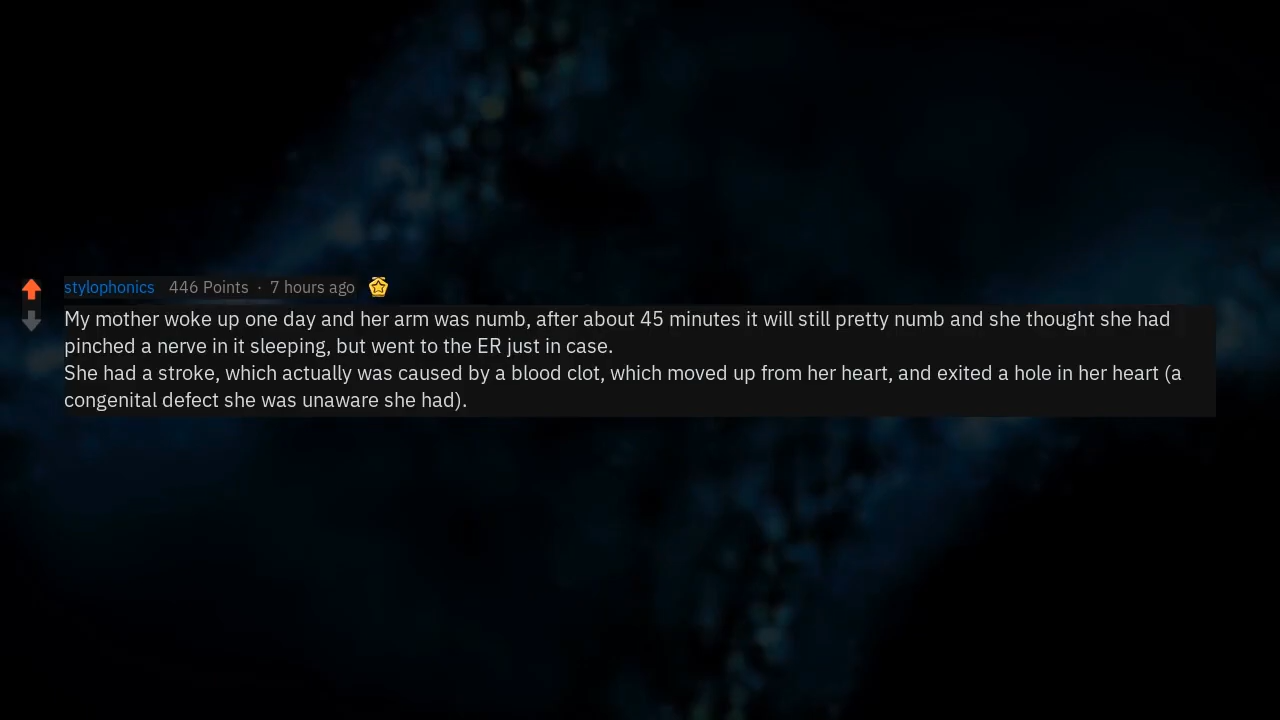 stylophonics 446 Points · 7 hours ago
My mother woke up one day and her arm was numb, after about 45 minutes it will still pretty numb and she thought she had
pinched a nerve in it sleeping, but went to the ER just in case.
She had a stroke, which actually was caused by a blood clot, which moved up from her heart, and exited a hole in her heart (a
congenital defect she was unaware she had).